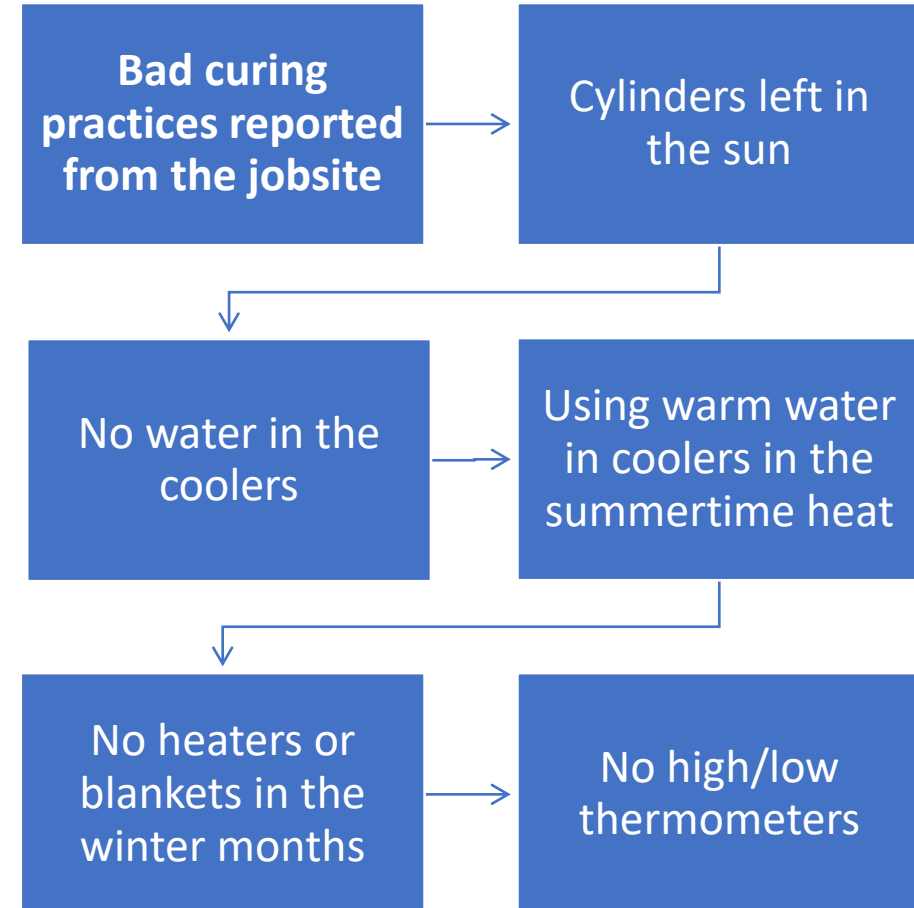 Bad curing
practices reported
from the jobsite
Cylinders left in
the sun
No water in the
coolers
Using warm water
in coolers in the
summertime heat
No heaters or
blankets in the
winter months
No high/low
thermometers